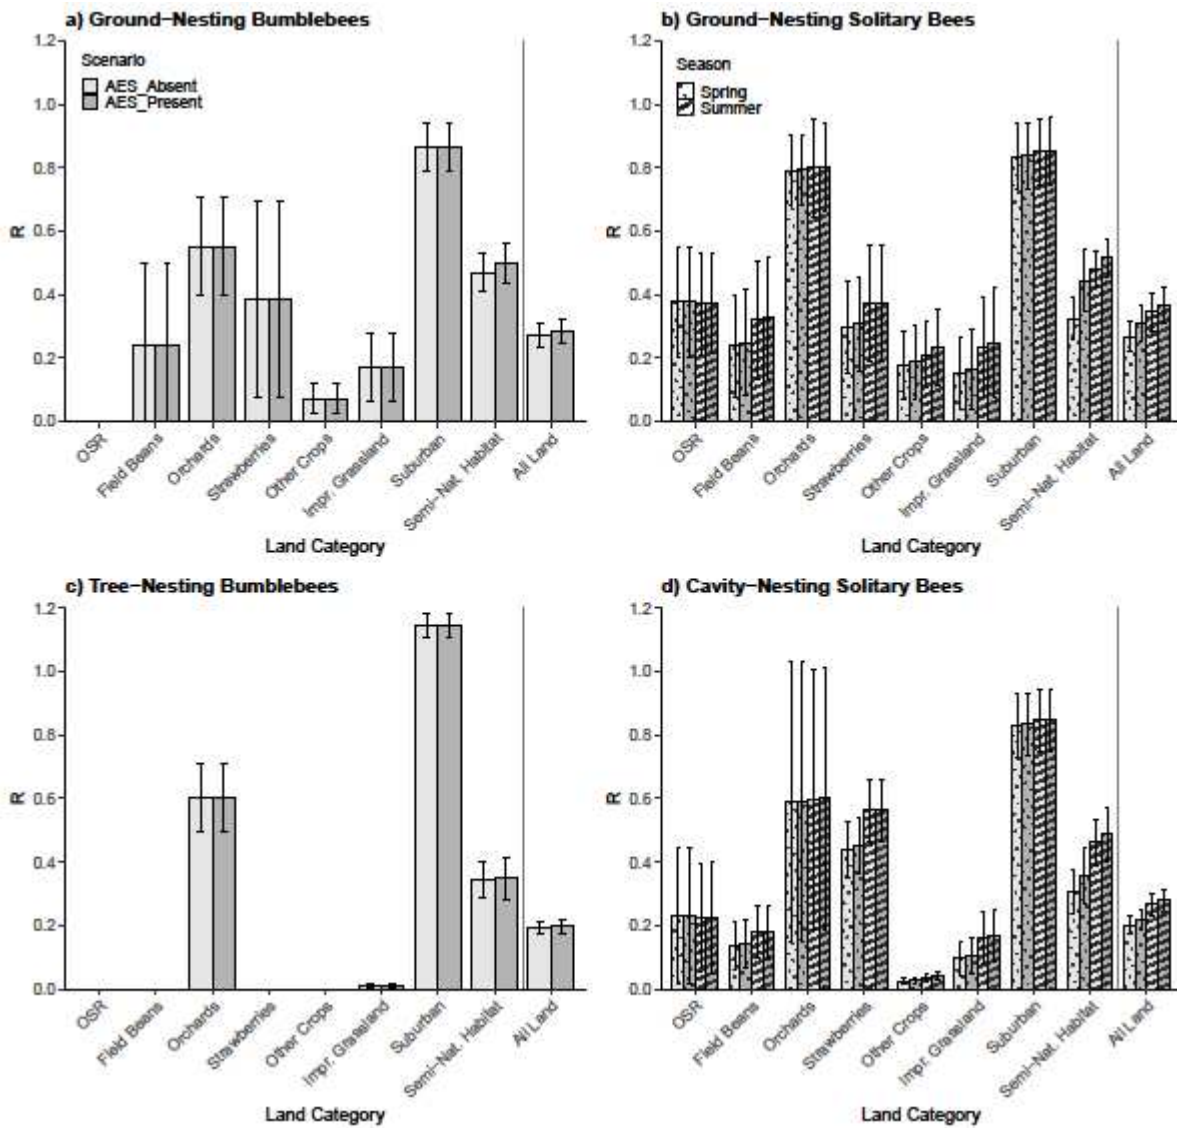 a) Ground-Nesting Bumblebees
1.2
1.0
0.8
0.6
0.4
0.2
0.0
R
Scenario
AES_Absent
AES_Present
OSR
Field Beans
Orchards
Strawberries
Other Crops
Impr. Grassland
Suburban
Semi-Nat. Habitat
All Land
Land Category
b) Ground-Nesting Solitary Bees
1.2
1.0
0.8
0.6
0.4
0.2
0.0
R
Season
Spring
Summer
OSR
Field Beans
Orchards
Strawberries
Other Crops
Impr. Grassland
Suburban
Semi-Nat. Habitat
All Land
Land Category
c) Tree-Nesting Bumblebees
1.2
1.0
0.8
0.6
0.4
0.2
0.0
R
OSR
Field Beans
Orchards
Strawberries
Other Crops
Impr. Grassland
Suburban
Semi-Nat. Habitat
All Land
Land Category
d) Cavity-Nesting Solitary Bees
1.2
1.0
0.8
0.6
0.4
0.2
0.0
R
OSR
Field Beans
Orchards
Strawberries
Other Crops
Impr. Grassland
Suburban
Semi-Nat. Habitat
All Land
Land Category